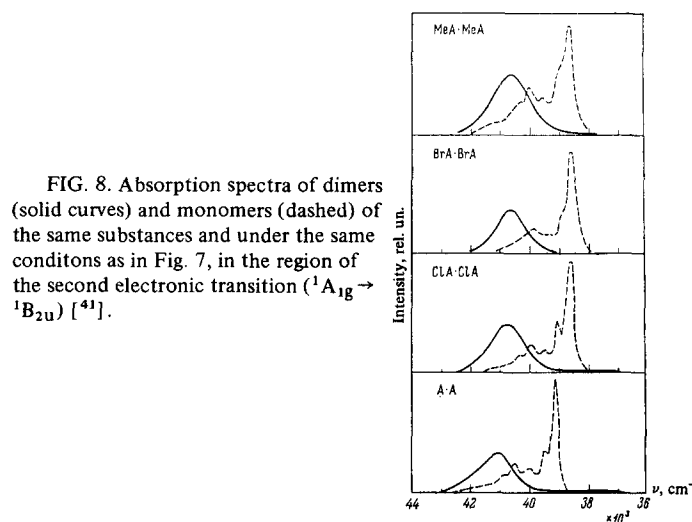 FIG. 8. Absorption spectra of dimers
(solid curves) and monomers (dashed) of
the same substances and under the same
conditons as in Fig. 7, in the region of
the second electronic transition (¹A₁g →
¹B₂u) [⁴¹].
Intensity, rel. un.
MeA·MeA
BrA·BrA
ClA·ClA
A·A
44 42 40 38 36
ν, cm⁻
×10³